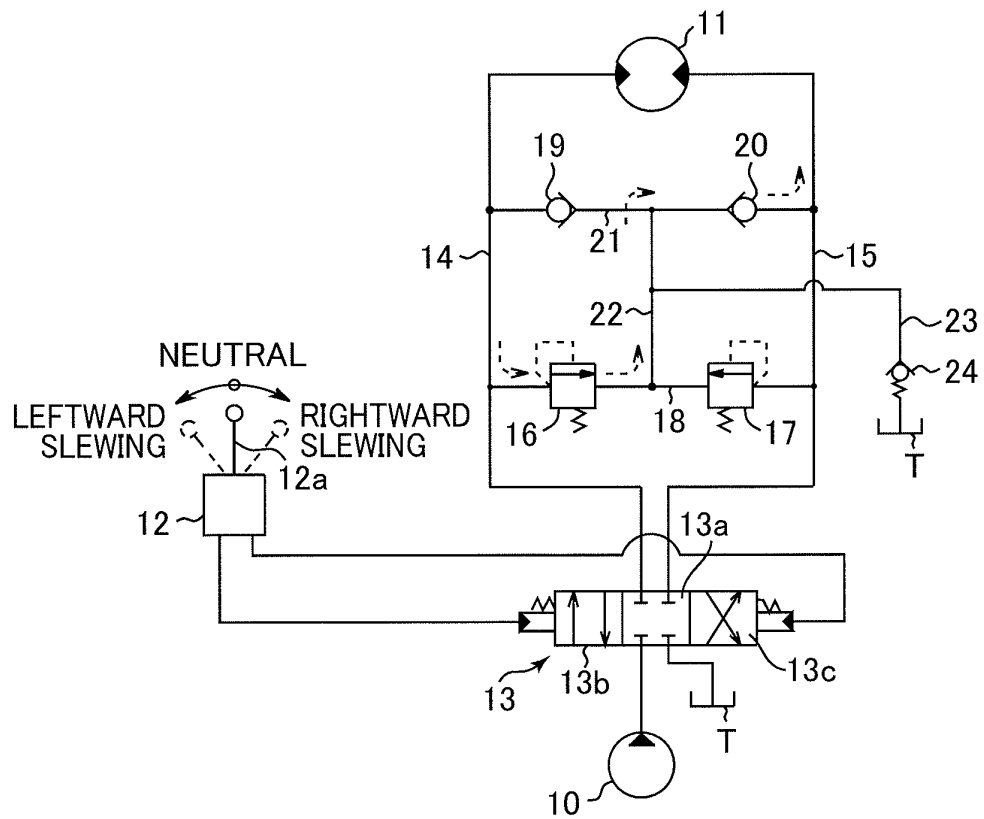 11
19
20
21
14
15
22
23
24
T
16
18
17
NEUTRAL
LEFTWARD
SLEWING
RIGHTWARD
SLEWING
12a
12
13a
13
13b
13c
T
10